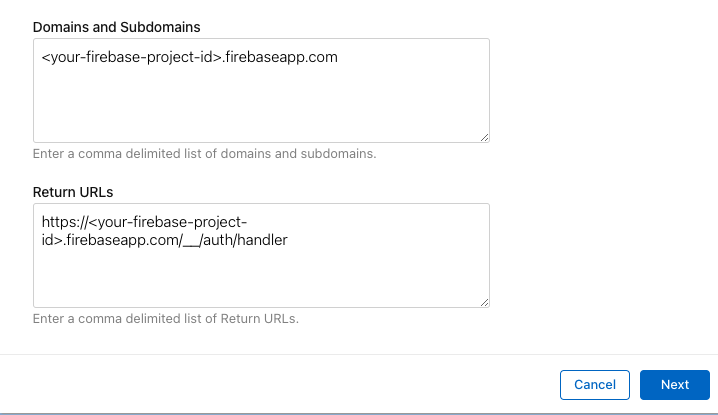 Domains and Subdomains
<your-firebase-project-id>.firebaseapp.com
Enter a comma delimited list of domains and subdomains.
Return URLs
https://<your-firebase-project-
id>.firebaseapp.com/__/auth/handler
Enter a comma delimited list of Return URLs.
Cancel
Next